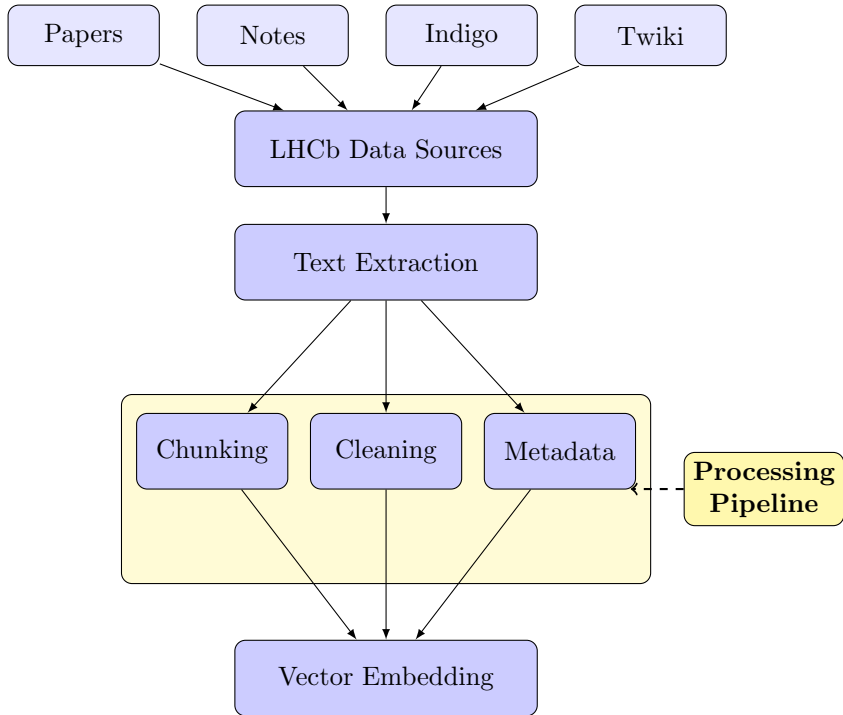 Papers
Notes
Indigo
Twiki
LHCb Data Sources
Text Extraction
Chunking
Cleaning
Metadata
Processing
Pipeline
Vector Embedding